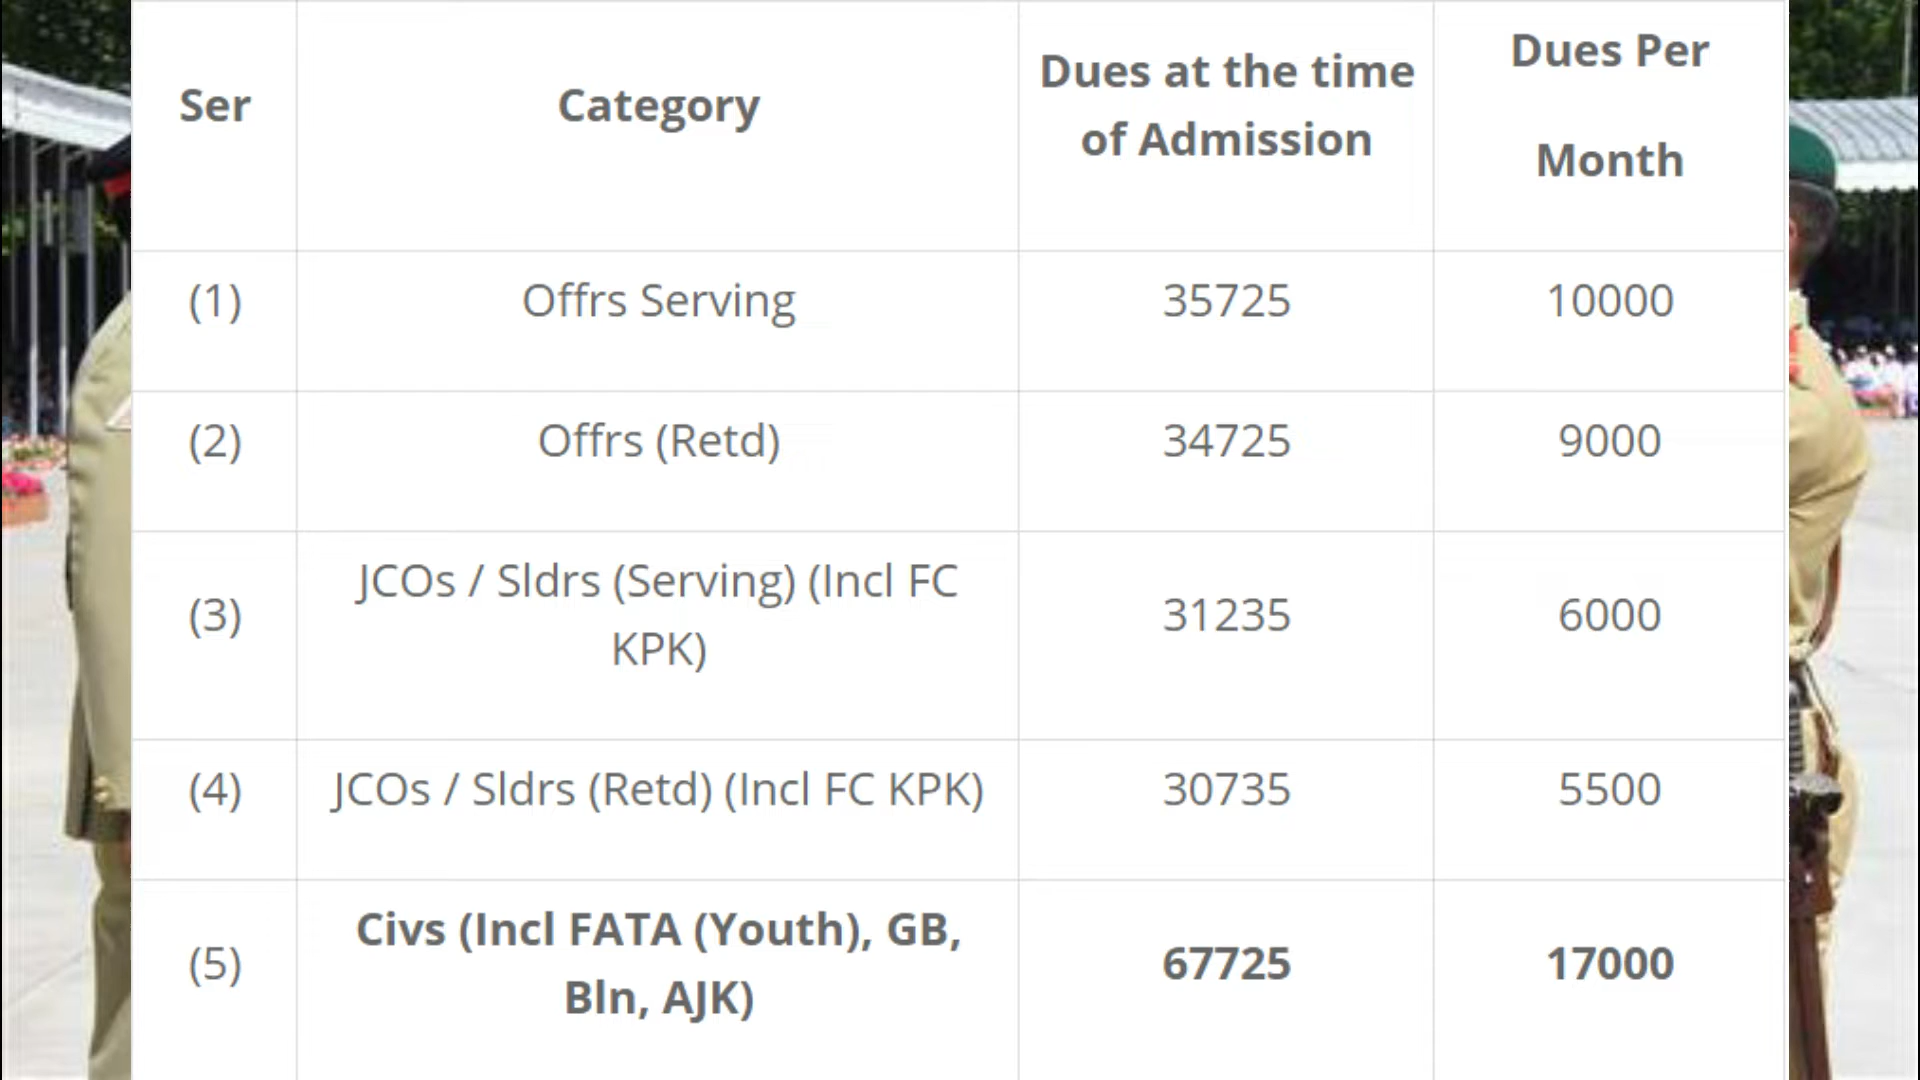 Ser
Category
Dues at the time
of Admission
Dues Per
Month
(1)
Offrs Serving
35725
10000
(2)
Offrs (Retd)
34725
9000
(3)
JCOs / Sldrs (Serving) (Incl FC
KPK)
31235
6000
(4)
JCOs / Sldrs (Retd) (Incl FC KPK)
30735
5500
(5)
Civs (Incl FATA (Youth), GB,
Bln, AJK)
67725
17000